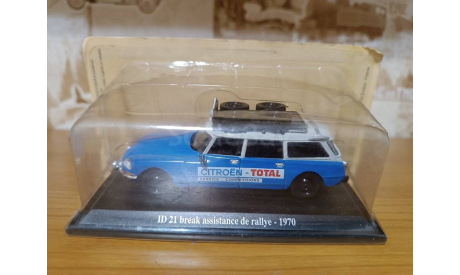 CITROËN - TOTAL
ID 21 break assistance de rallye - 1970